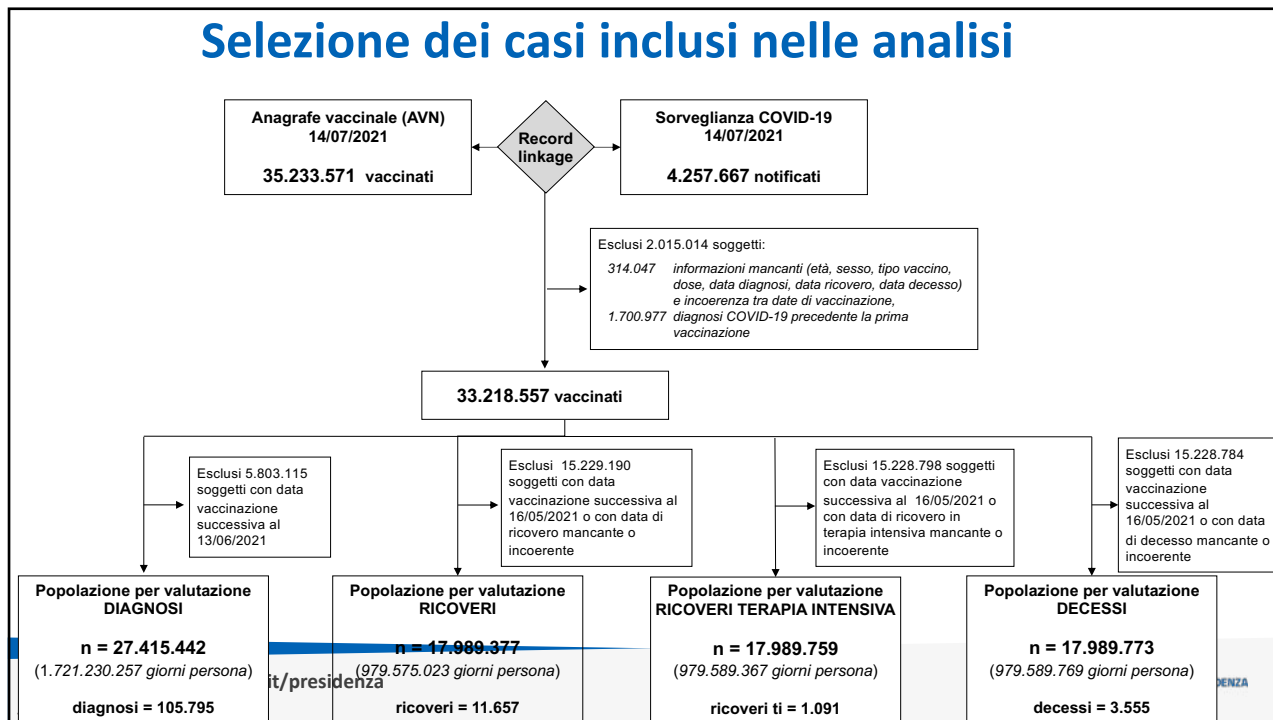 Selezione dei casi inclusi nelle analisi
Anagrafe vaccinale (AVN)
14/07/2021
35.233.571 vaccinati
Record
linkage
Sorveglianza COVID-19
14/07/2021
4.257.667 notificati
Esclusi 2.015.014 soggetti:
314.047 informazioni mancanti (età, sesso, tipo vaccino,
dose, data diagnosi, data ricovero, data decesso)
e incoerenza tra date di vaccinazione,
1.700.977 diagnosi COVID-19 precedente la prima
vaccinazione
33.218.557 vaccinati
Esclusi 5.803.115
soggetti con data
vaccinazione
successiva al
13/06/2021
Esclusi 15.229.190
soggetti con data
vaccinazione successiva al
16/05/2021 o con data di
ricovero mancante o
incoerente
Esclusi 15.228.798 soggetti
con data vaccinazione
successiva al 16/05/2021 o
con data di ricovero in
terapia intensiva mancante o
incoerente
Esclusi 15.228.784
soggetti con data
vaccinazione
successiva al
16/05/2021 o con data
di decesso mancante o
incoerente
Popolazione per valutazione
DIAGNOSI
n = 27.415.442
(1.721.230.257 giorni persona)
diagnosi = 105.795
Popolazione per valutazione
RICOVERI
n = 17.989.377
(979.575.023 giorni persona)
ricoveri = 11.657
Popolazione per valutazione
RICOVERI TERAPIA INTENSIVA
n = 17.989.759
(979.589.367 giorni persona)
ricoveri ti = 1.091
Popolazione per valutazione
DECESSI
n = 17.989.773
(979.589.769 giorni persona)
decessi = 3.555
it/presidenza
DENZA